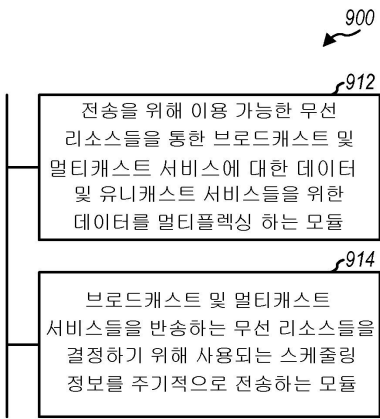 900
912
전송을 위해 이용 가능한 무선
리소스들을 통한 브로드캐스트 및
멀티캐스트 서비스에 대한 데이터
및 유니캐스트 서비스들을 위한
데이터를 멀티플렉싱 하는 모듈
914
브로드캐스트 및 멀티캐스트
서비스들을 반송하는 무선 리소스들을
결정하기 위해 사용되는 스케줄링
정보를 주기적으로 전송하는 모듈